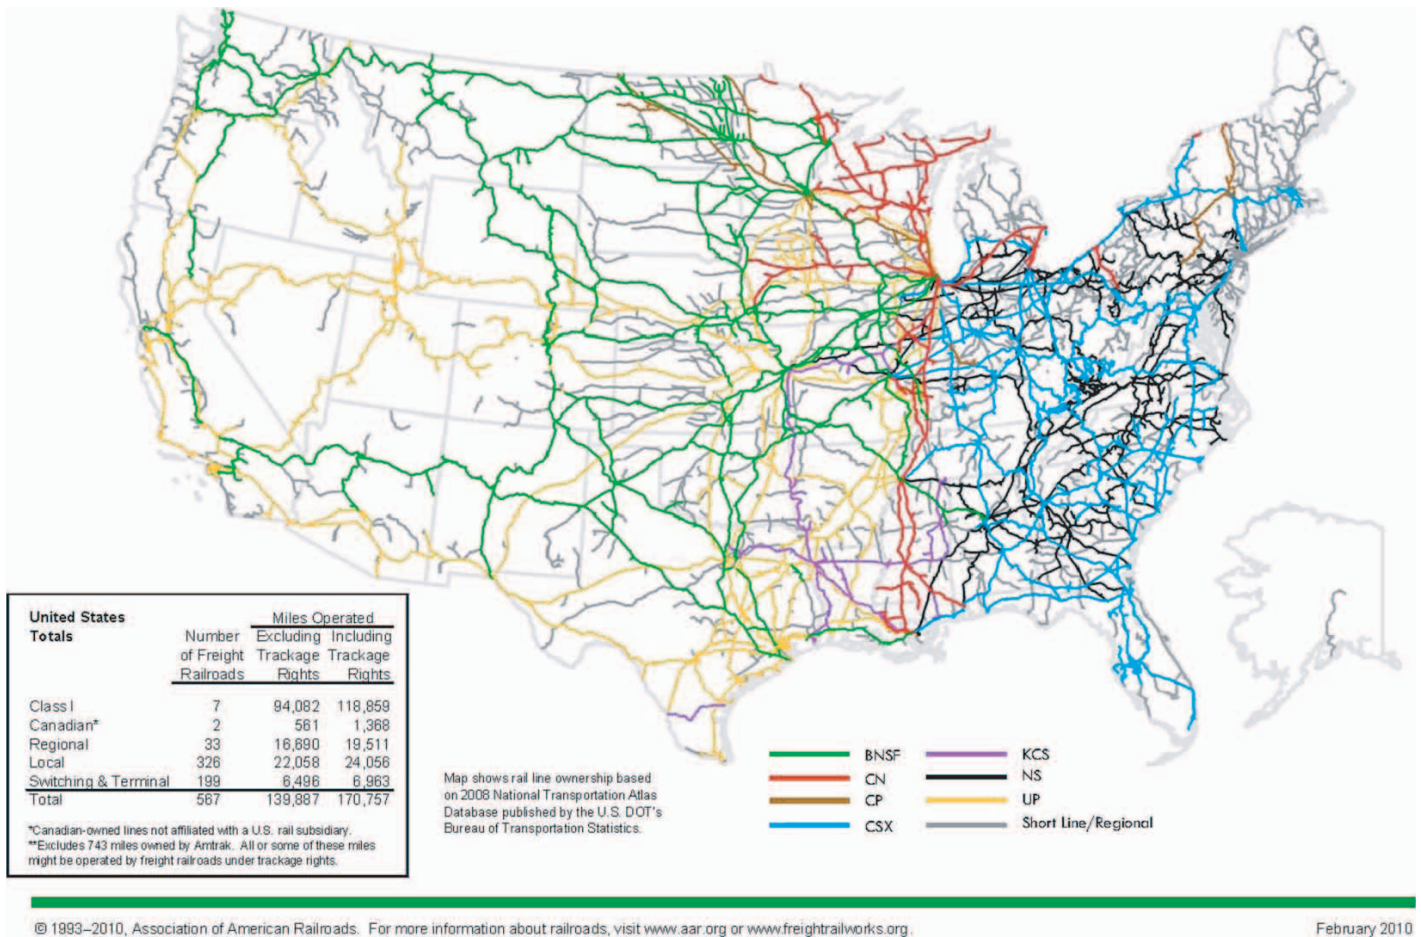 United States
Totals
Miles Operated
Number Excluding Including
of Freight Trackage Trackage
Railroads Rights Rights
Class I 7 94,082 118,859
Canadian* 2 561 1,368
Regional 33 16,690 19,511
Local 326 22,058 24,056
Switching & Terminal 199 6,496 6,963
Total 567 139,887 170,757
*Canadian-owned lines not affiliated with a U.S. rail subsidiary.
**Excludes 743 miles owned by Amtrak. All or some of these miles
might be operated by freight railroads under trackage rights.
Map shows rail line ownership based
on 2008 National Transportation Atlas
Database published by the U.S. DOT's
Bureau of Transportation Statistics.
BNSF KCS
CN NS
CP UP
CSX Short Line/Regional
© 1993–2010, Association of American Railroads. For more information about railroads, visit www.aar.org or www.freightrailworks.org. February 2010